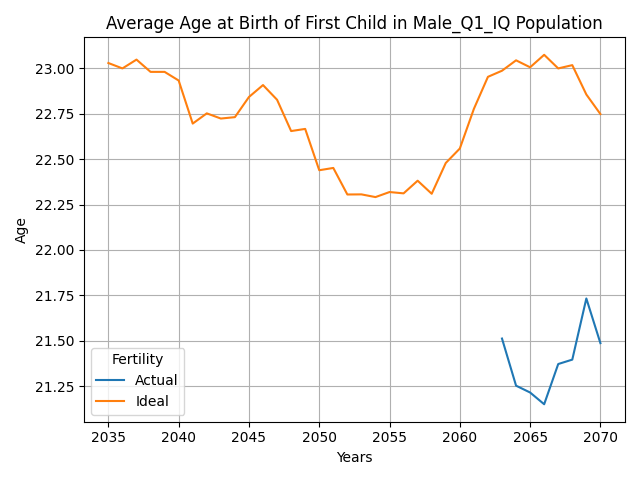 Average Age at Birth of First Child in Male_Q1_IQ Population
Age
23.00
22.75
22.50
22.25
22.00
21.75
21.50
21.25
Fertility
Actual
Ideal
2035 2040 2045 2050 2055 2060 2065 2070
Years